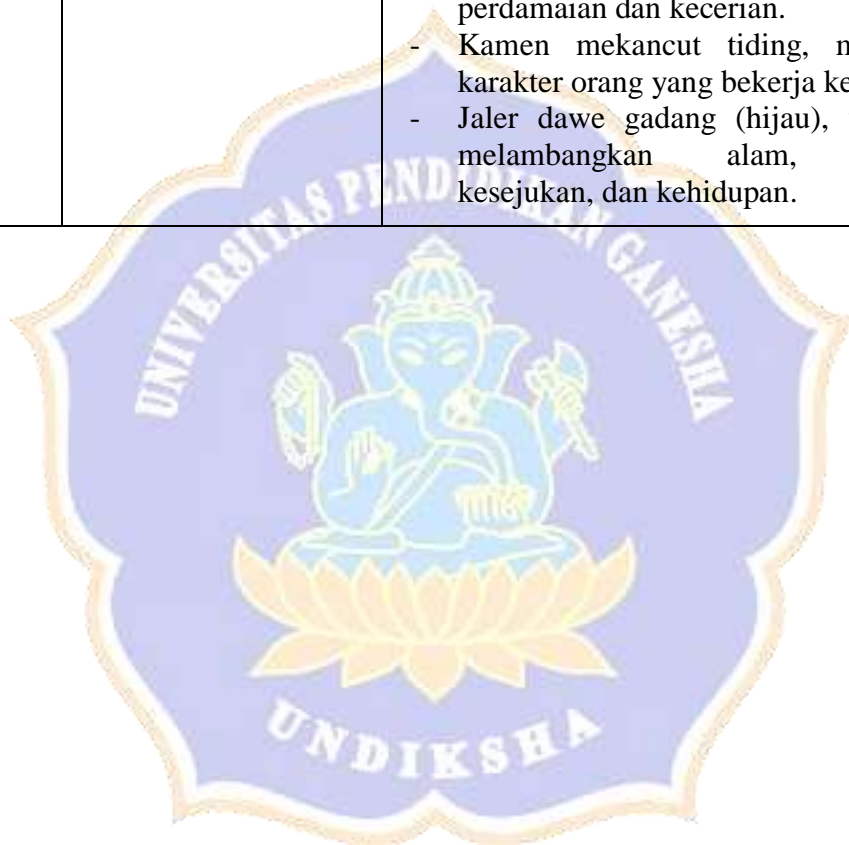 perdamaian dan kecerian.
- Kamen mekancut tiding,
karakter orang yang bekerja
- Jaler dawe gadang (hijau),
melambangkan alam,
kesejukan, dan kehidupan.
UNIVERSITAS PENDIDIKAN GANESHA
UNDIKSHA